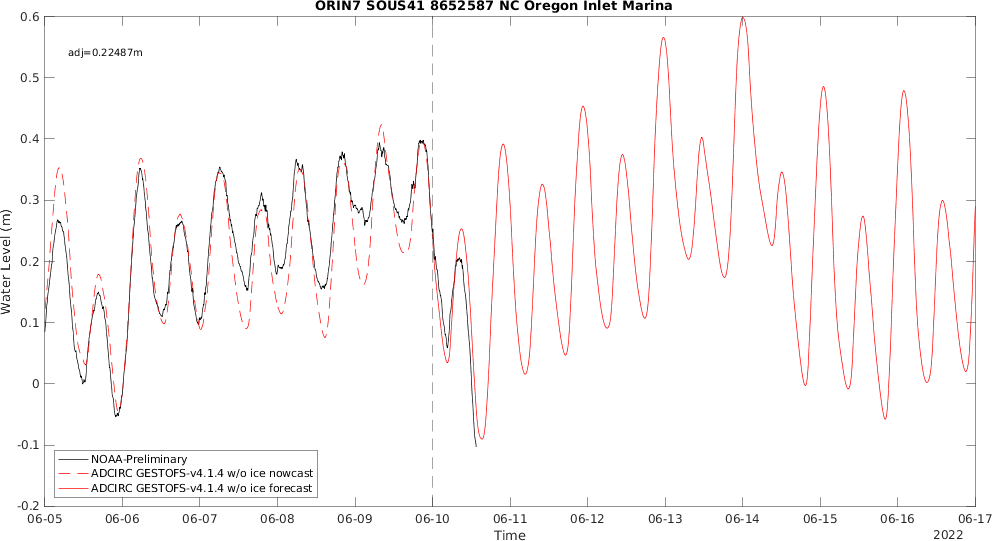 ORIN7 SOUS41 8652587 NC Oregon Inlet Marina
adj=0.22487m
0.6
0.5
0.4
0.3
0.2
0.1
0
-0.1
-0.2
Water Level (m)
NOAA-Preliminary
ADCIRC GESTOFS-v4.1.4 w/o ice nowcast
ADCIRC GESTOFS-v4.1.4 w/o ice forecast
06-05 06-06 06-07 06-08 06-09 06-10 06-11 06-12 06-13 06-14 06-15 06-16 06-17
Time
2022